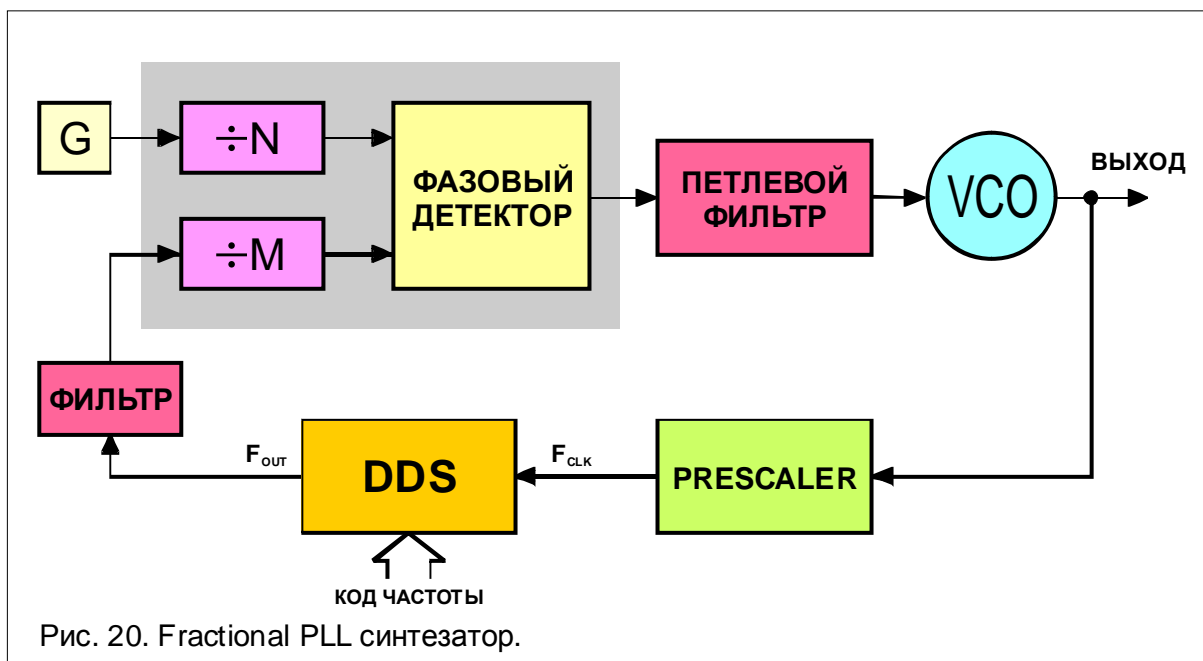 G
÷N
÷M
ФАЗОВЫЙ
ДЕТЕКТОР
ПЕТЛЕВОЙ
ФИЛЬТР
VCO
ВЫХОД
ФИЛЬТР
FOUT
DDS
FCLK
PRESCALER
КОД ЧАСТОТЫ
Рис. 20. Fractional PLL синтезатор.